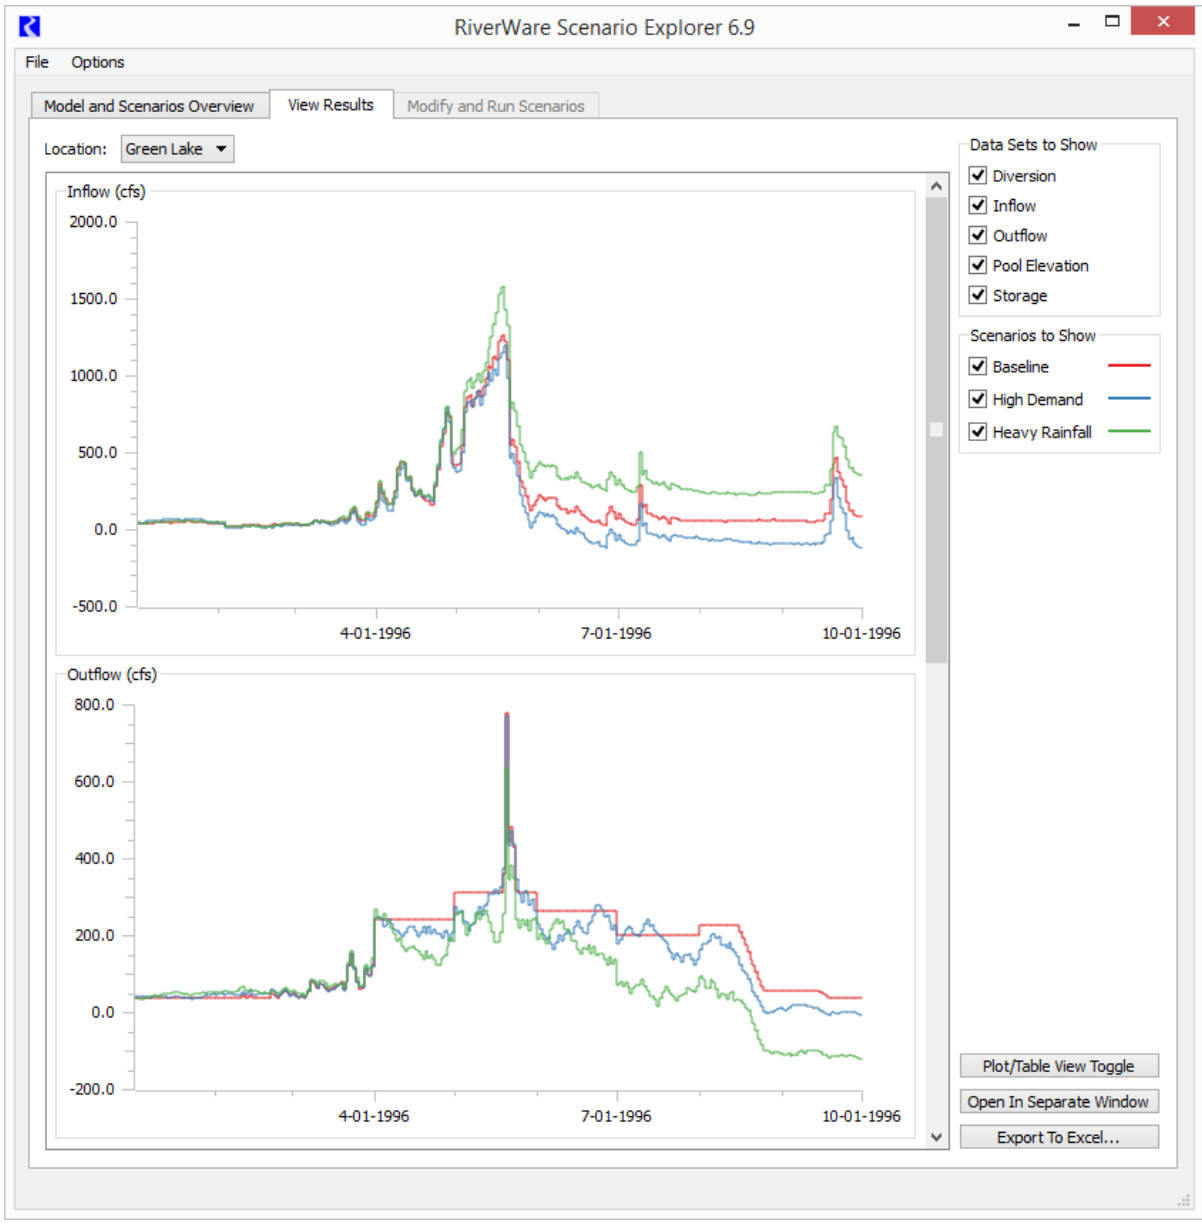 RiverWare Scenario Explorer 6.9
File Options
Model and Scenarios Overview View Results Modify and Run Scenarios
Location: Green Lake
Inflow (cfs)
2000.0
1500.0
1000.0
500.0
0.0
-500.0
4-01-1996 7-01-1996 10-01-1996
Outflow (cfs)
800.0
600.0
400.0
200.0
0.0
-200.0
4-01-1996 7-01-1996 10-01-1996
Data Sets to Show
Diversion
Inflow
Outflow
Pool Elevation
Storage
Scenarios to Show
Baseline
High Demand
Heavy Rainfall
Plot/Table View Toggle
Open In Separate Window
Export To Excel...